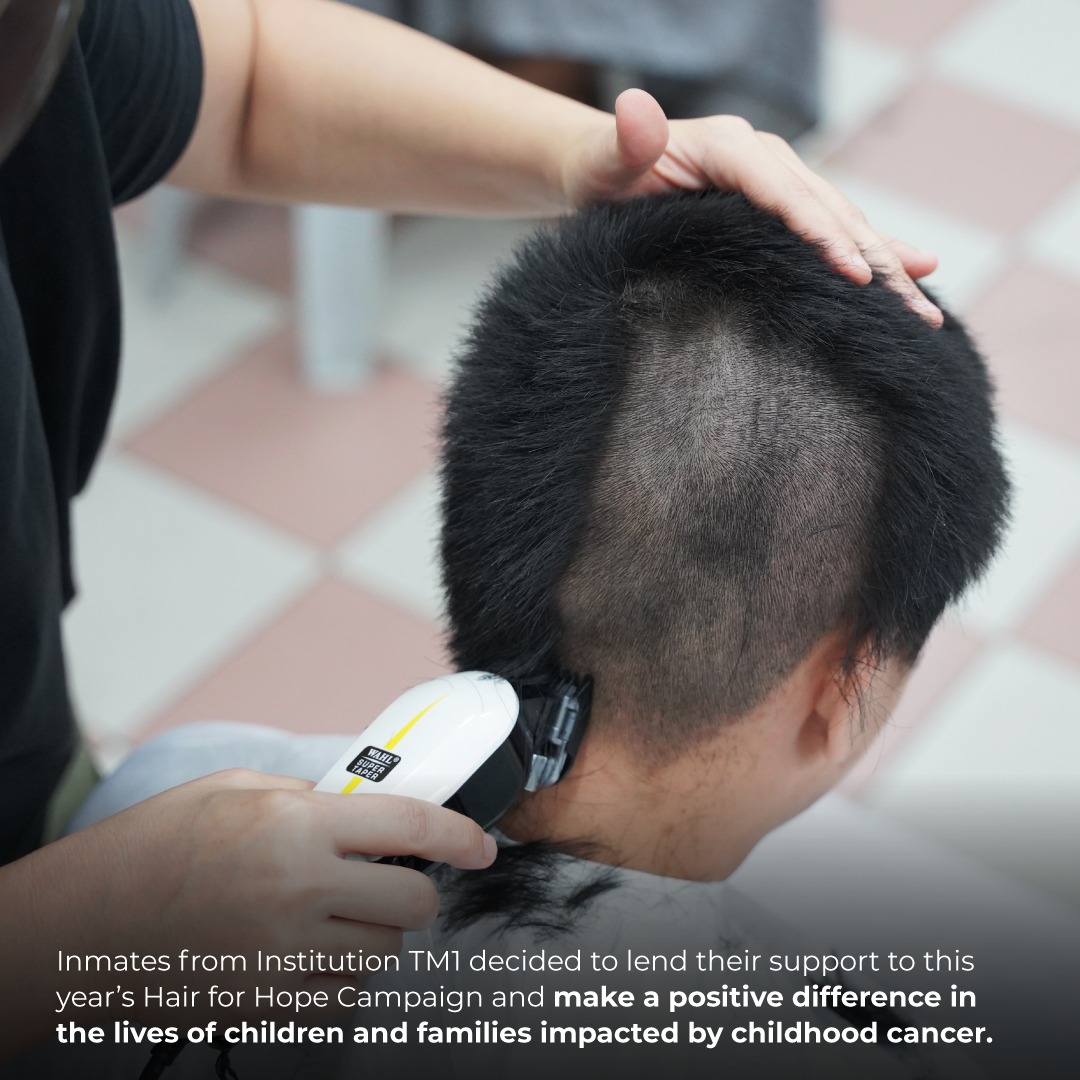 WAHL®
SUPER
TAPER
Inmates from Institution TM1 decided to lend their support to this
year’s Hair for Hope Campaign and make a positive difference in
the lives of children and families impacted by childhood cancer.